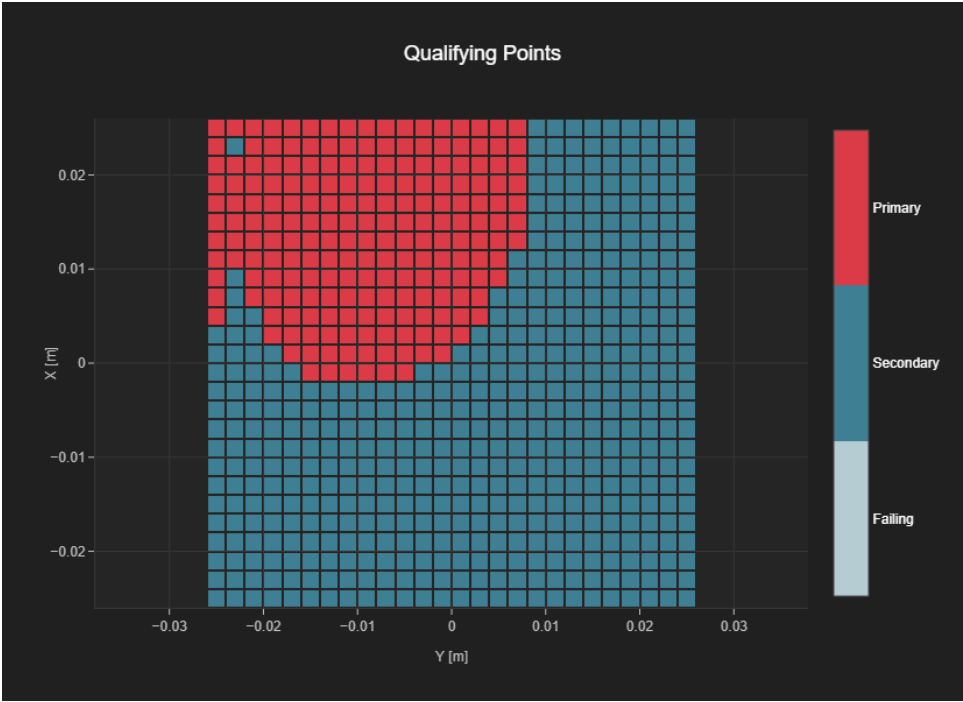 Qualifying Points
0.02
0.01
0
−0.01
−0.02
X [m]
−0.03
−0.02
−0.01
0
0.01
0.02
0.03
Y [m]
Primary
Secondary
Failing